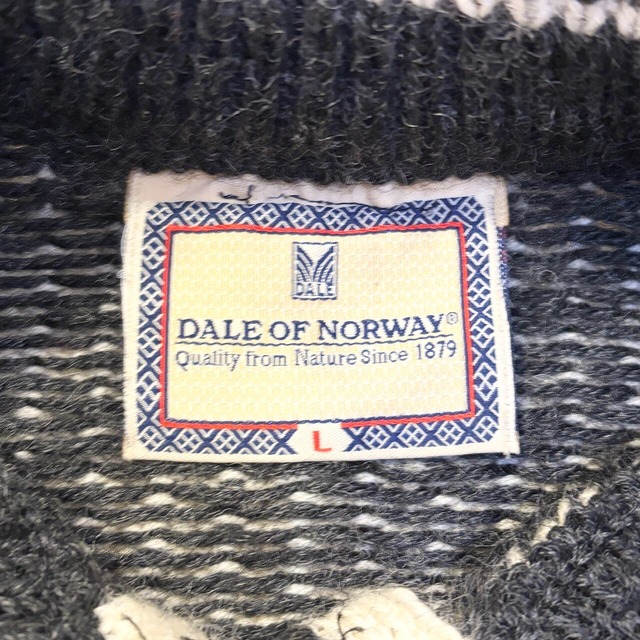 DALE
DALE OF NORWAY®
Quality from Nature Since 1879
L